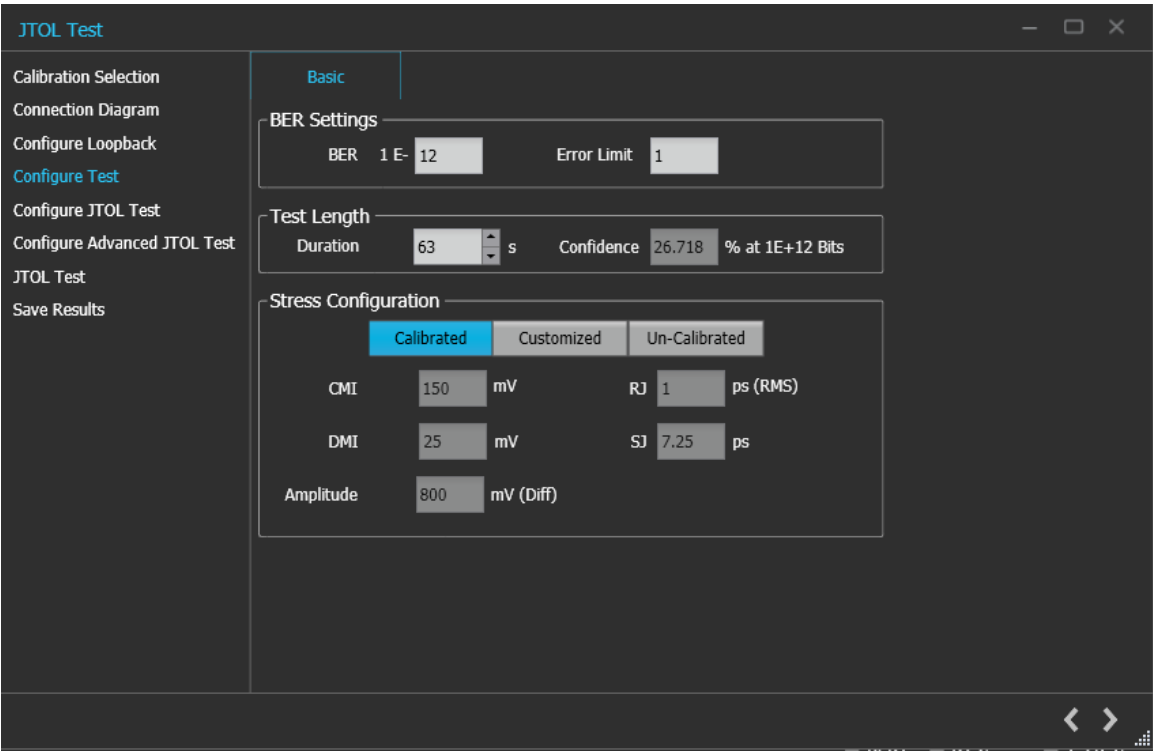 JTOL Test
Calibration Selection
Connection Diagram
Configure Loopback
Configure Test
Configure JTOL Test
Configure Advanced JTOL Test
JTOL Test
Save Results
Basic
BER Settings
BER 1 E- 12 Error Limit 1
Test Length
Duration 63 s Confidence 26.718 % at 1E+12 Bits
Stress Configuration
Calibrated Customized Un-Calibrated
CMI 150 mV RJ 1 ps (RMS)
DMI 25 mV SJ 7.25 ps
Amplitude 800 mV (Diff)